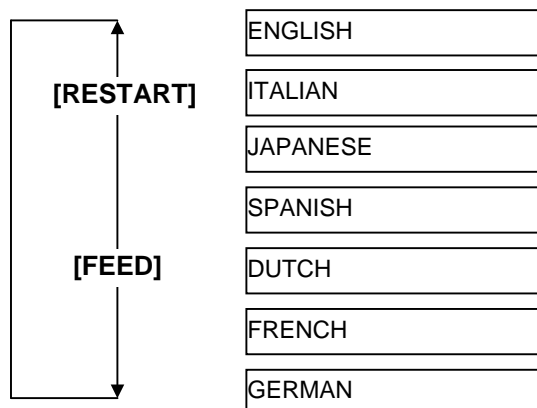 ENGLISH
[RESTART]
ITALIAN
JAPANESE
SPANISH
[FEED]
DUTCH
FRENCH
GERMAN